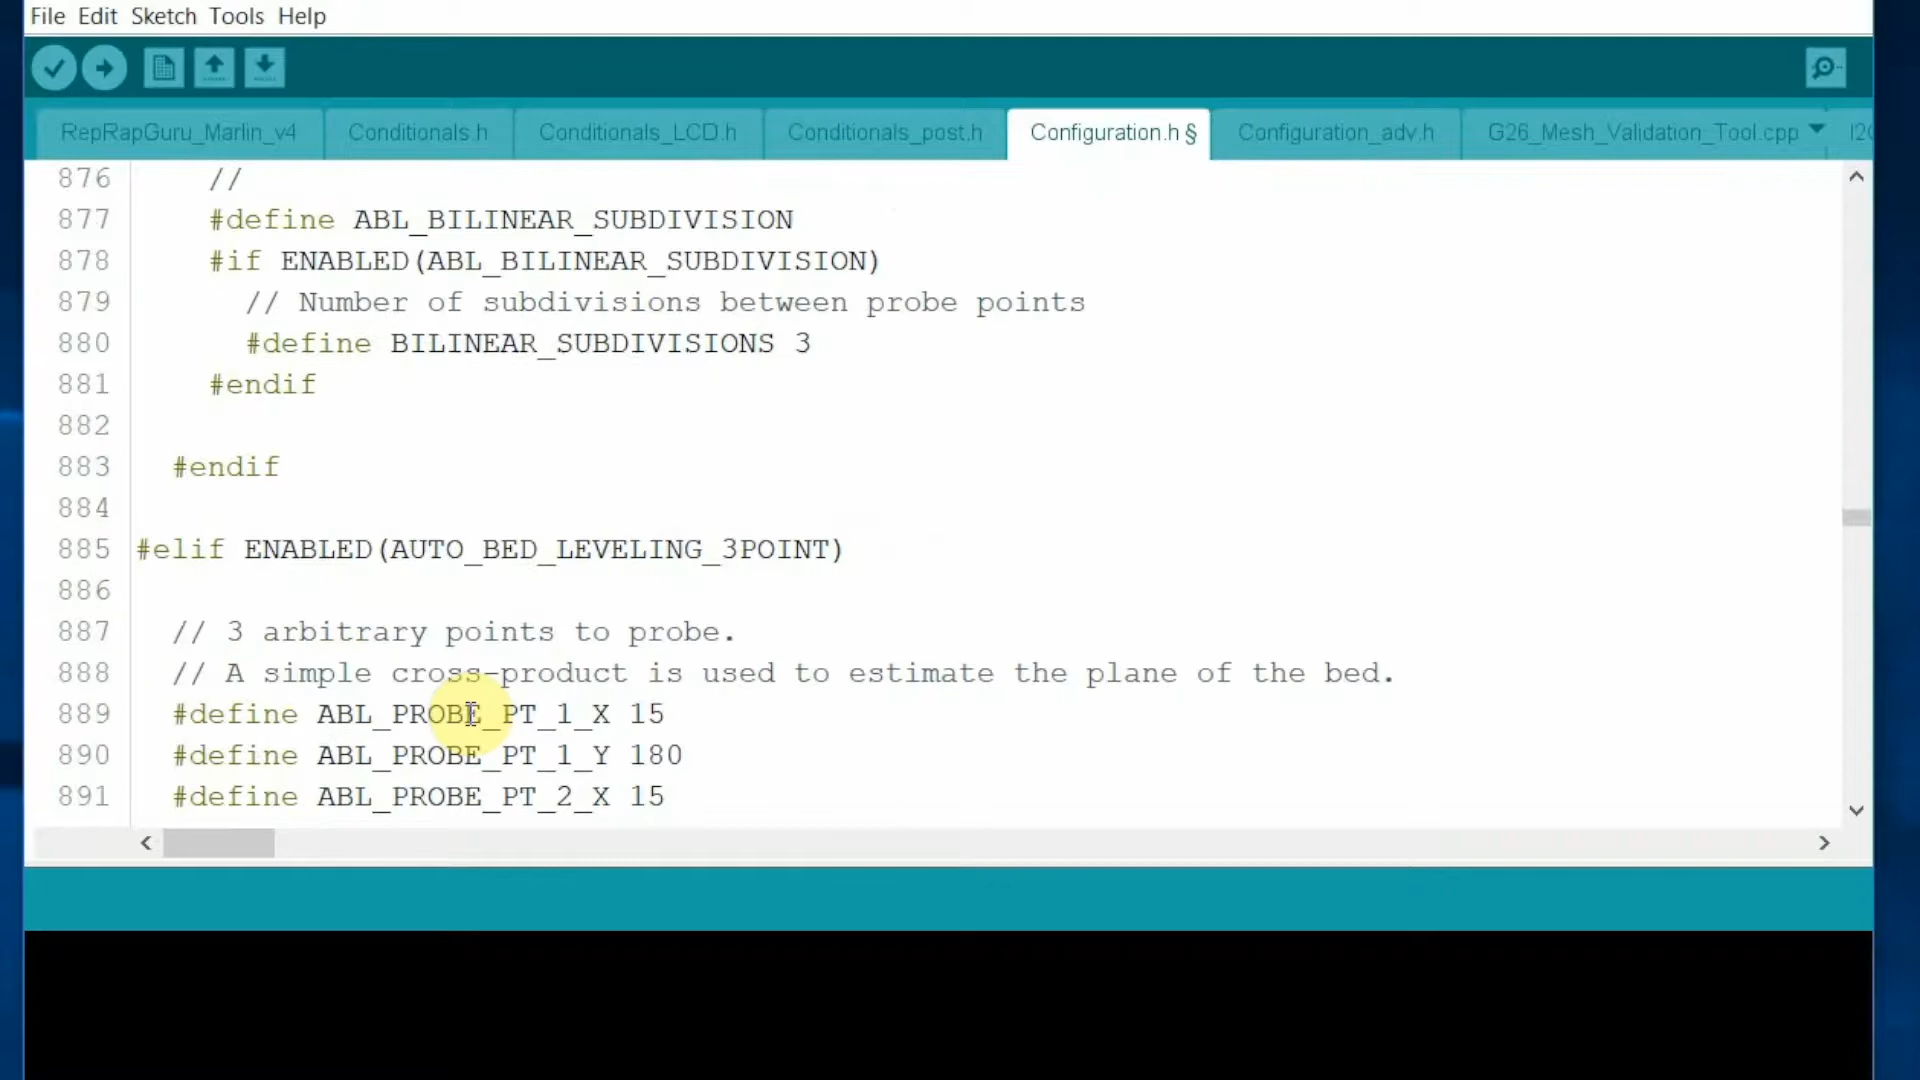 File Edit Sketch Tools Help
RepRapGuru_Marlin_v4 Conditionals.h Conditionals_LCD.h Conditionals_post.h Configuration.h § Configuration_adv.h G26_Mesh_Validation_Tool.cpp I2C
876 //
877 #define ABL_BILINEAR_SUBDIVISION
878 #if ENABLED(ABL_BILINEAR_SUBDIVISION)
879 // Number of subdivisions between probe points
880 #define BILINEAR_SUBDIVISIONS 3
881 #endif
882
883 #endif
884
885 #elif ENABLED(AUTO_BED_LEVELING_3POINT)
886
887 // 3 arbitrary points to probe.
888 // A simple cross-product is used to estimate the plane of the bed.
889 #define ABL_PROBE_PT_1_X 15
890 #define ABL_PROBE_PT_1_Y 180
891 #define ABL_PROBE_PT_2_X 15